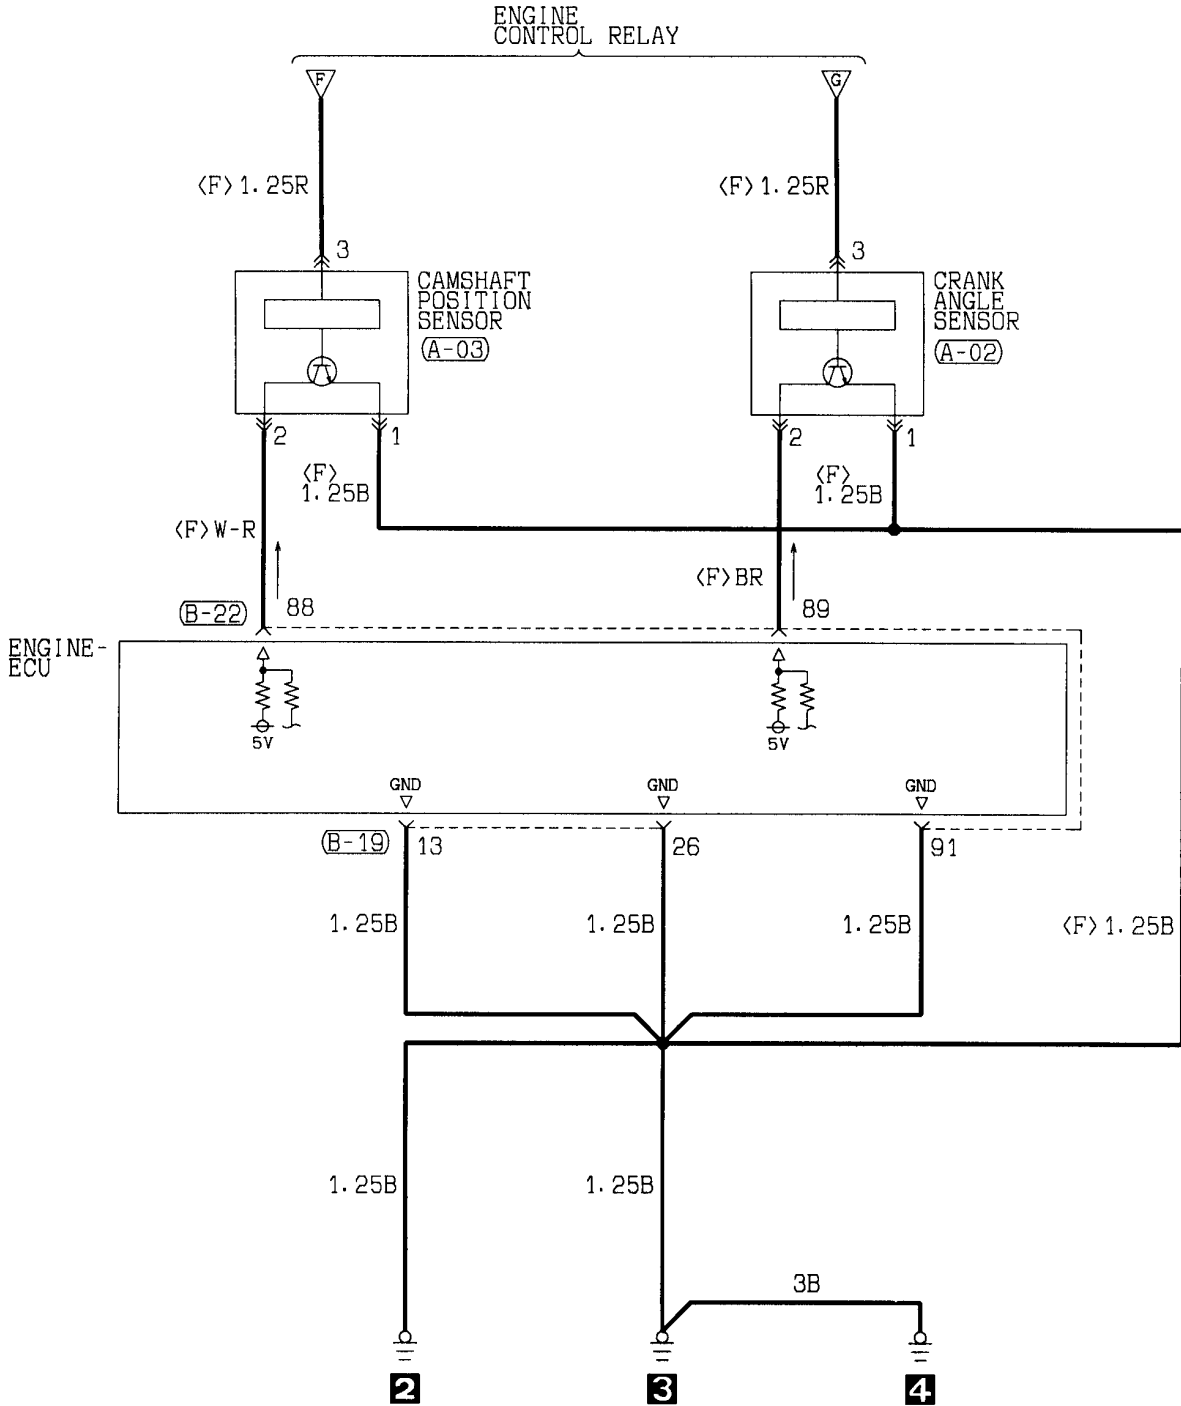 ENGINE
CONTROL RELAY
F
G
<F>1.25R
<F>1.25R
3
3
CAMSHAFT
POSITION
SENSOR
A-03
CRANK
ANGLE
SENSOR
A-02
2
1
2
1
<F>
1.25B
<F>
1.25B
<F>W-R
<F>BR
B-22
88
89
ENGINE-
ECU
5V
5V
GND
GND
GND
B-19
13
26
91
1.25B
1.25B
1.25B
<F>1.25B
1.25B
1.25B
3B
2
3
4